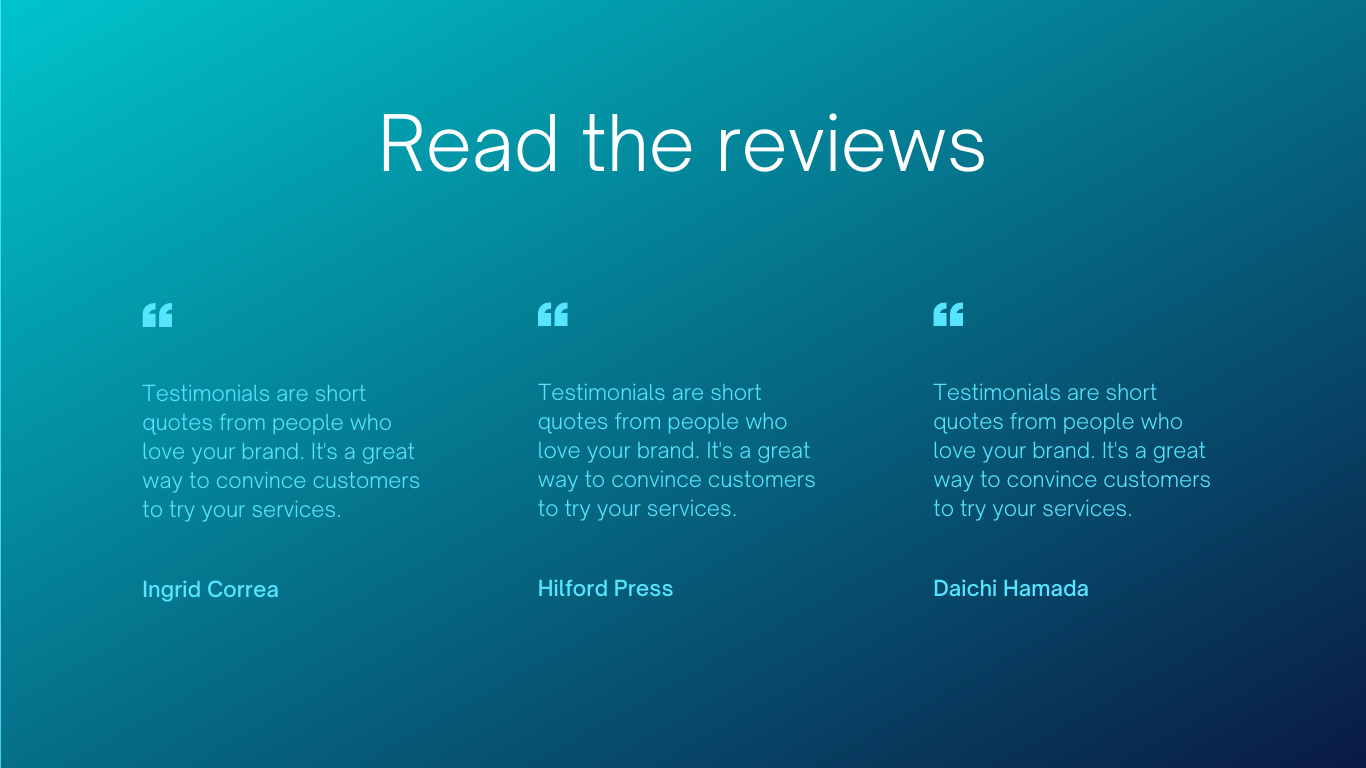 Read the reviews
“
Testimonials are short
quotes from people who
love your brand. It's a great
way to convince customers
to try your services.
Ingrid Correa
“
Testimonials are short
quotes from people who
love your brand. It's a great
way to convince customers
to try your services.
Hilford Press
“
Testimonials are short
quotes from people who
love your brand. It's a great
way to convince customers
to try your services.
Daichi Hamada